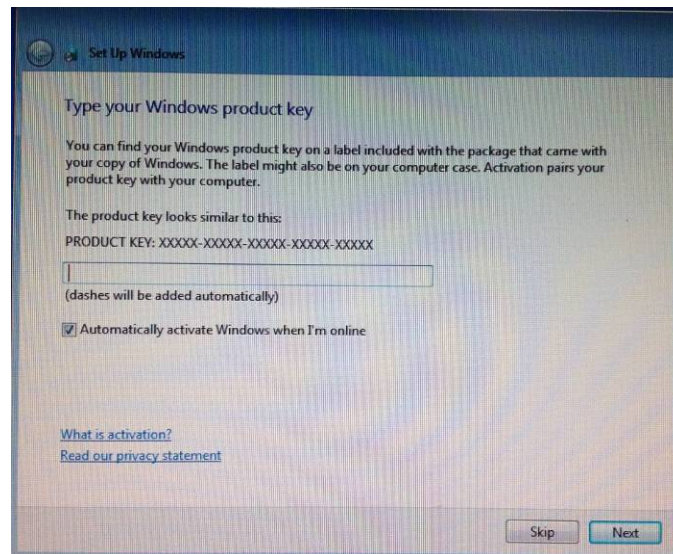 Set Up Windows
Type your Windows product key
You can find your Windows product key on a label included with the package that came with
your copy of Windows. The label might also be on your computer case. Activation pairs your
product key with your computer.
The product key looks similar to this:
PRODUCT KEY: XXXXX-XXXXX-XXXXX-XXXXX-XXXXX
(dashes will be added automatically)
Automatically activate Windows when I'm online
What is activation?
Read our privacy statement
Skip Next